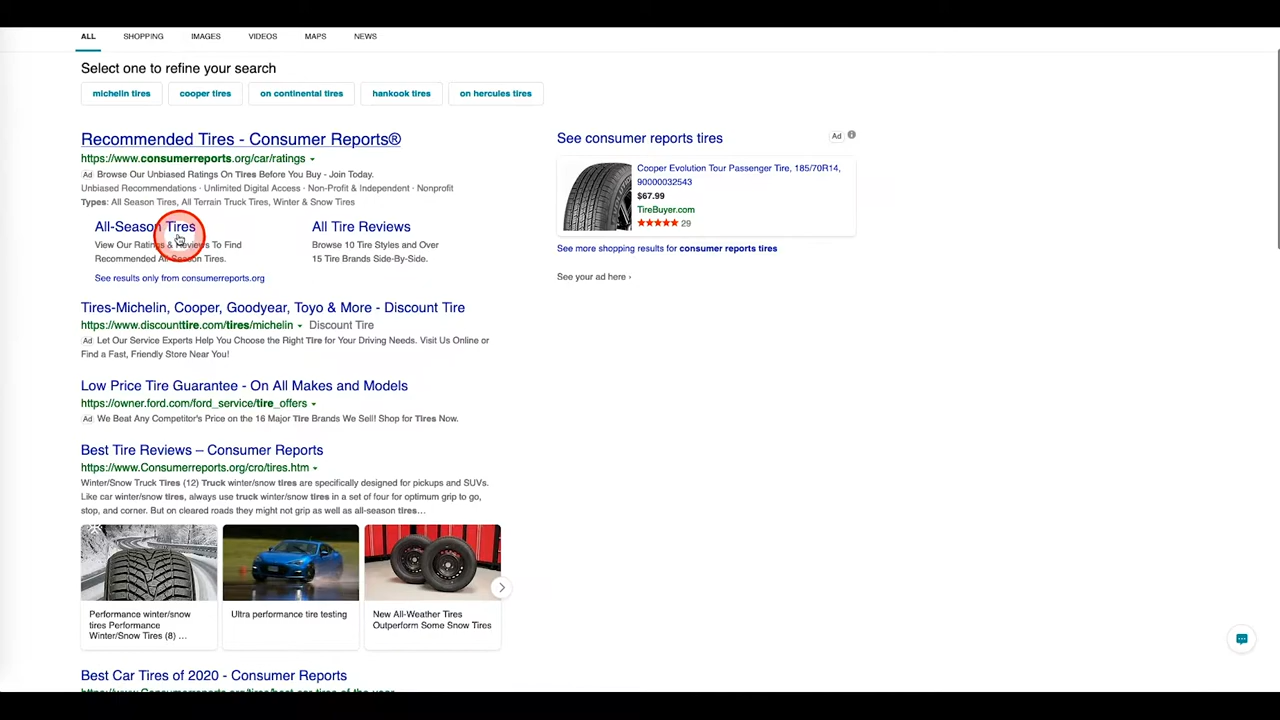 ALL SHOPPING IMAGES VIDEOS MAPS NEWS
Select one to refine your search
michelin tires cooper tires on continental tires hankook tires on hercules tires
Recommended Tires - Consumer Reports®
https://www.consumerreports.org/car/ratings
Ad Browse Our Unbiased Ratings On Tires Before You Buy - Join Today.
Unbiased Recommendations · Unlimited Digital Access · Non-Profit & Independent · Nonprofit
Types: All Season Tires, All Terrain Truck Tires, Winter & Snow Tires
All-Season Tires
View Our Ratings & Reviews To Find
Recommended All-Season Tires.
All Tire Reviews
Browse 10 Tire Styles and Over
15 Tire Brands Side-By-Side.
See results only from consumerreports.org
Tires-Michelin, Cooper, Goodyear, Toyo & More - Discount Tire
https://www.discounttire.com/tires/michelin Discount Tire
Ad Let Our Service Experts Help You Choose the Right Tire for Your Driving Needs. Visit Us Online or
Find a Fast, Friendly Store Near You!
Low Price Tire Guarantee - On All Makes and Models
https://owner.ford.com/ford_service/tire_offers
Ad We Beat Any Competitor's Price on the 16 Major Tire Brands We Sell! Shop for Tires Now.
Best Tire Reviews – Consumer Reports
https://www.Consumerreports.org/cro/tires.htm
Winter/Snow Truck Tires (12) Truck winter/snow tires are specifically designed for pickups and SUVs.
Like car winter/snow tires, always use truck winter/snow tires in a set of four for optimum grip to go,
stop, and corner. But on cleared roads they might not grip as well as all-season tires…
Performance winter/snow
tires Performance
Winter/Snow Tires (8) …
Ultra performance tire testing
New All-Weather Tires
Outperform Some Snow Tires
Best Car Tires of 2020 - Consumer Reports
See consumer reports tires
Ad
Cooper Evolution Tour Passenger Tire, 185/70R14,
90000032543
$67.99
TireBuyer.com
29
See more shopping results for consumer reports tires
See your ad here ›